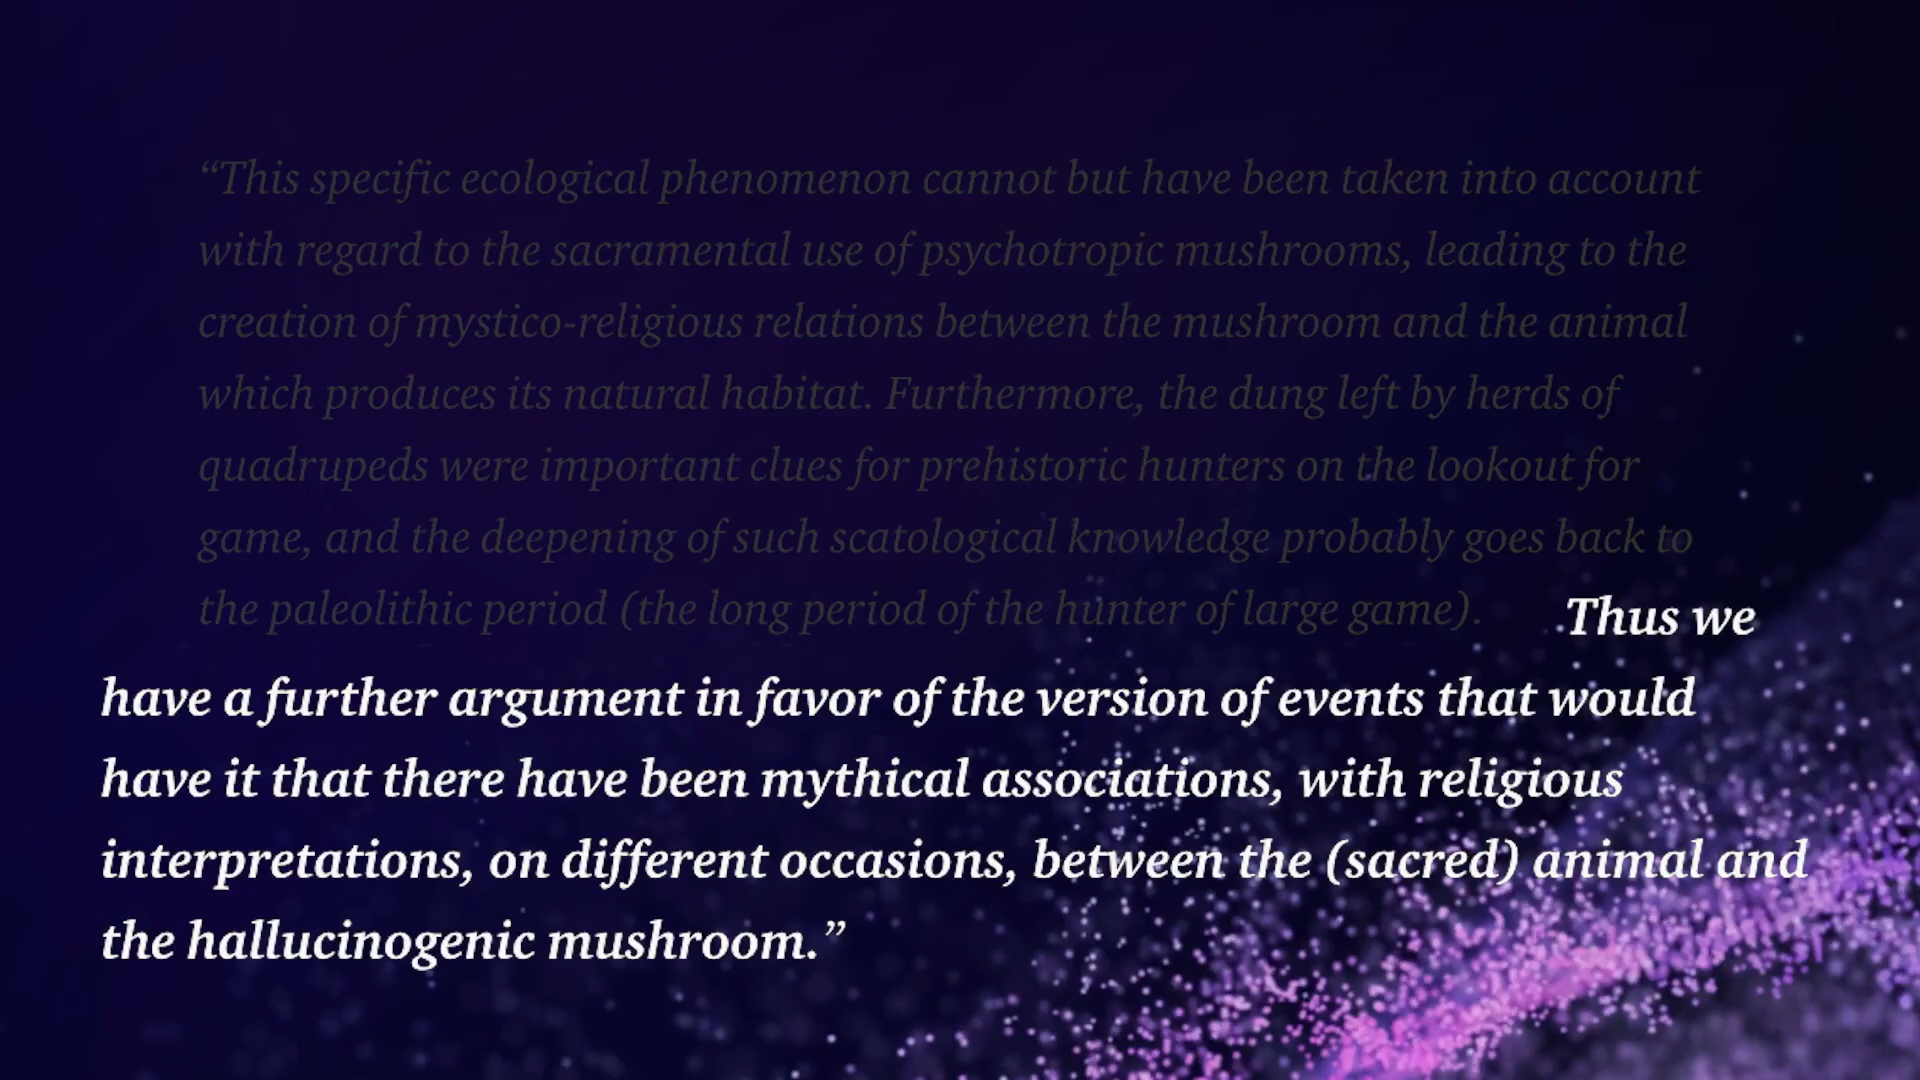 “This specific ecological phenomenon cannot but have been taken into account
with regard to the sacramental use of psychotropic mushrooms, leading to the
creation of mystico-religious relations between the mushroom and the animal
which produces its natural habitat. Furthermore, the dung left by herds of
quadrupeds were important clues for prehistoric hunters on the lookout for
game, and the deepening of such scatological knowledge probably goes back to
the paleolithic period (the long period of the hunter of large game). Thus we
have a further argument in favor of the version of events that would
have it that there have been mythical associations, with religious
interpretations, on different occasions, between the (sacred) animal and
the hallucinogenic mushroom.”